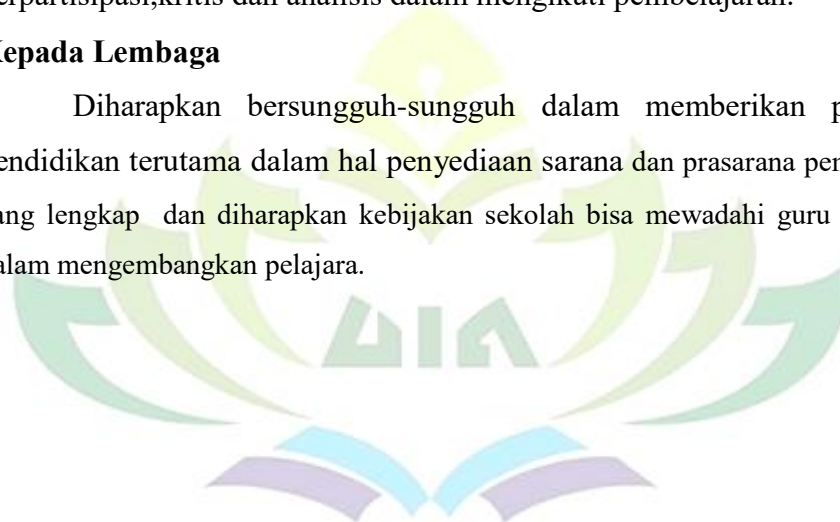 erpartisipasi,kritis dan analisis dalam mengikuti pembelajaran.
Kepada Lembaga
Diharapkan bersungguh-sungguh dalam memberikan p
endidikan terutama dalam hal penyediaan sarana dan prasarana pen
ang lengkap dan diharapkan kebijakan sekolah bisa mewadahi guru
alam mengembangkan pelajara.
UIN